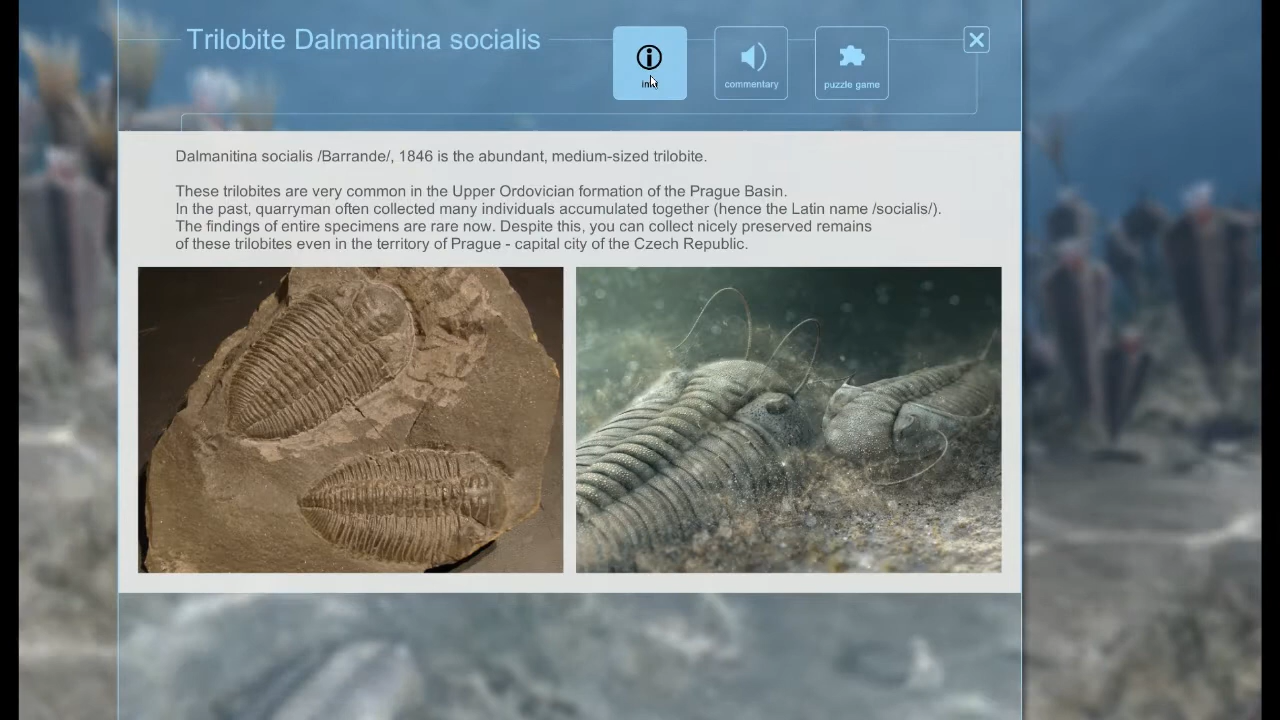 Trilobite Dalmanitina socialis
commentary
puzzle game
Dalmanitina socialis /Barrande/, 1846 is the abundant, medium-sized trilobite.
These trilobites are very common in the Upper Ordovician formation of the Prague Basin.
In the past, quarryman often collected many individuals accumulated together (hence the Latin name /socialis/).
The findings of entire specimens are rare now. Despite this, you can collect nicely preserved remains
of these trilobites even in the territory of Prague - capital city of the Czech Republic.